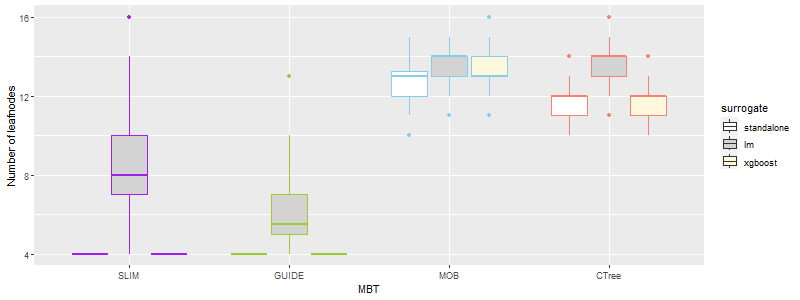 Number of leafnodes
16
12
8
4
SLIM
GUIDE
MOB
CTree
MBT
surrogate
standalone
lm
xgboost